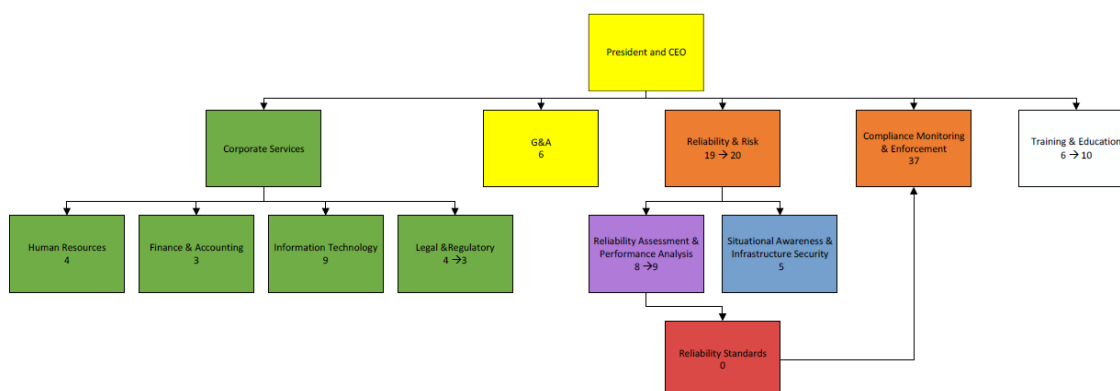 President and CEO
Corporate Services
G&A
6
Reliability & Risk
19 → 20
Compliance Monitoring
& Enforcement
37
Training & Education
6 → 10
Human Resources
4
Finance & Accounting
3
Information Technology
9
Legal &Regulatory
4 →3
Reliability Assessment &
Performance Analysis
8 →9
Situational Awareness &
Infrastructure Security
5
Reliability Standards
0